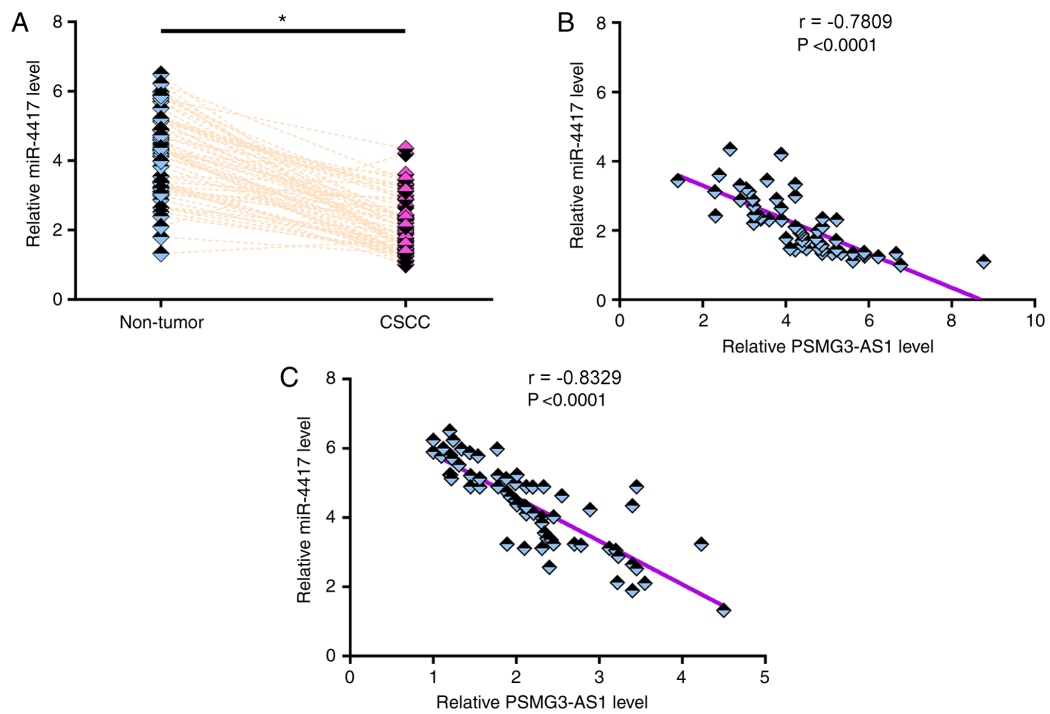 A
*
8
6
4
2
0
Relative miR-4417 level
Non-tumor
CSCC
B
r = -0.7809
P <0.0001
8
6
4
2
0
Relative miR-4417 level
0 2 4 6 8 10
Relative PSMG3-AS1 level
C
r = -0.8329
P <0.0001
8
6
4
2
0
Relative miR-4417 level
0 1 2 3 4 5
Relative PSMG3-AS1 level